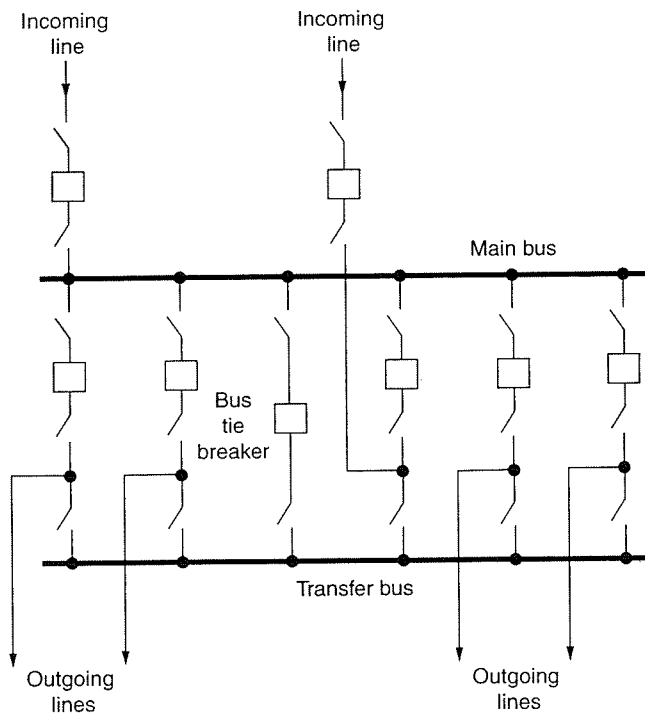 Incoming
line
Incoming
line
Main bus
Bus
tie
breaker
Transfer bus
Outgoing
lines
Outgoing
lines